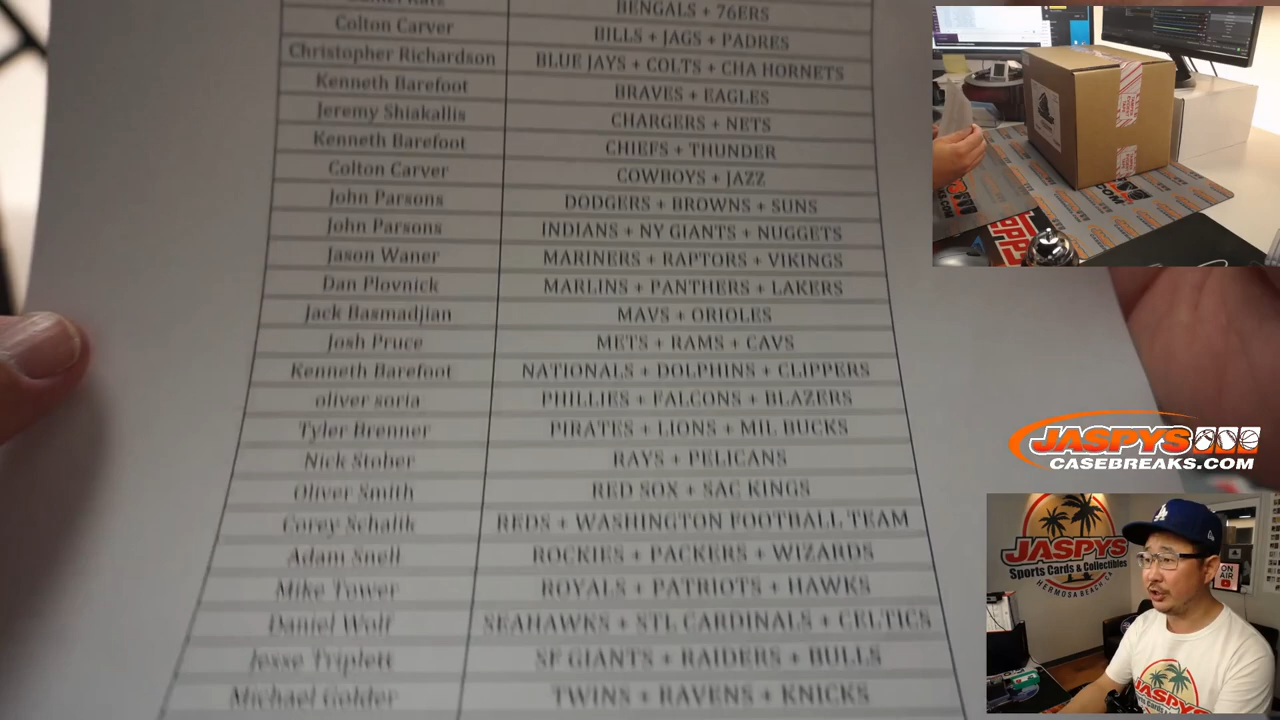 BENGALS + 76ERS
Colton Carver BILLS + JAGS + PADRES
Christopher Richardson BLUE JAYS + COLTS + CHA HORNETS
Kenneth Barefoot BRAVES + EAGLES
Jeremy Shiakallis CHARGERS + NETS
Kenneth Barefoot CHIEFS + THUNDER
Colton Carver COWBOYS + JAZZ
John Parsons DODGERS + BROWNS + SUNS
John Parsons INDIANS + NY GIANTS + NUGGETS
Jason Waner MARINERS + RAPTORS + VIKINGS
Dan Plovnick MARLINS + PANTHERS + LAKERS
Jack Basmadjian MAVS + ORIOLES
Josh Pruce METS + RAMS + CAVS
Kenneth Barefoot NATIONALS + DOLPHINS + CLIPPERS
oliver soria PHILLIES + FALCONS + BLAZERS
Tyler Brenner PIRATES + LIONS + MIL BUCKS
Nick Stober RAYS + PELICANS
Oliver Smith RED SOX + SAC KINGS
Corey Schalik REDS + WASHINGTON FOOTBALL TEAM
Adam Snell ROCKIES + PACKERS + WIZARDS
Mike Tower ROYALS + PATRIOTS + HAWKS
Daniel Wolf SEAHAWKS + STL CARDINALS + CELTICS
Jesse Triplett SF GIANTS + RAIDERS + BULLS
Michael Golder TWINS + RAVENS + KNICKS
JASPYS
CASEBREAKS.COM
JASPYS
Sports Cards & Collectibles
HERMOSA BEACH CA
ON AIR
LA
JASPYS